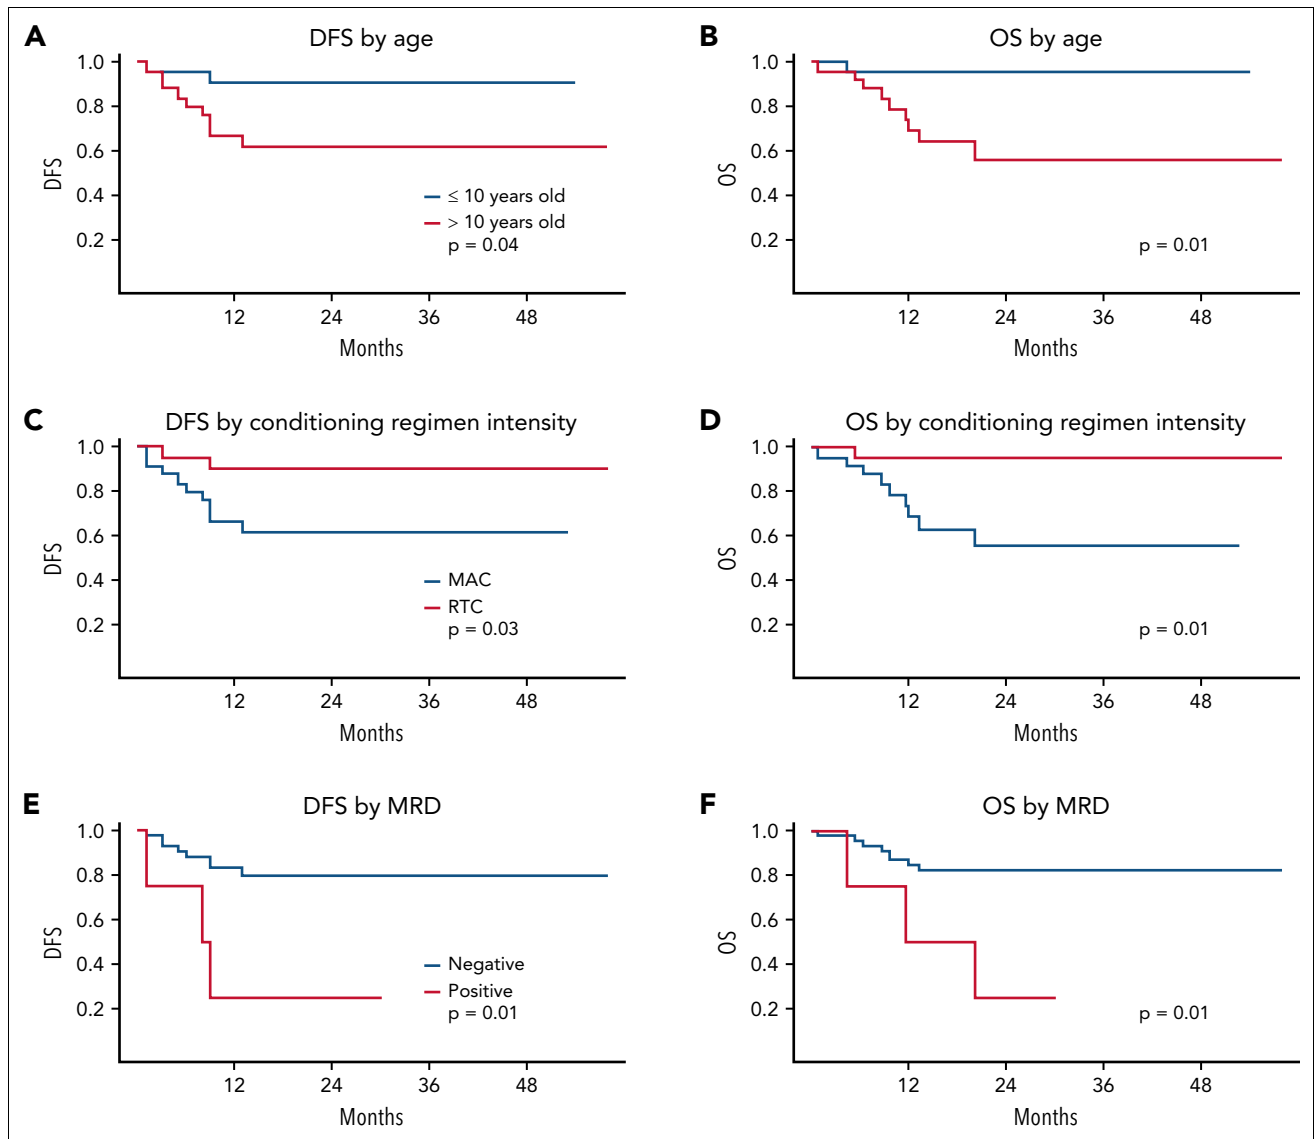 A
DFS by age
1.0
0.8
0.6
0.4
0.2
DFS
≤ 10 years old
> 10 years old
p = 0.04
12 24 36 48
Months
B
OS by age
1.0
0.8
0.6
0.4
0.2
OS
p = 0.01
12 24 36 48
Months
C
DFS by conditioning regimen intensity
1.0
0.8
0.6
0.4
0.2
DFS
MAC
RTC
p = 0.03
12 24 36 48
Months
D
OS by conditioning regimen intensity
1.0
0.8
0.6
0.4
0.2
OS
p = 0.01
12 24 36 48
Months
E
DFS by MRD
1.0
0.8
0.6
0.4
0.2
DFS
Negative
Positive
p = 0.01
12 24 36 48
Months
F
OS by MRD
1.0
0.8
0.6
0.4
0.2
OS
p = 0.01
12 24 36 48
Months